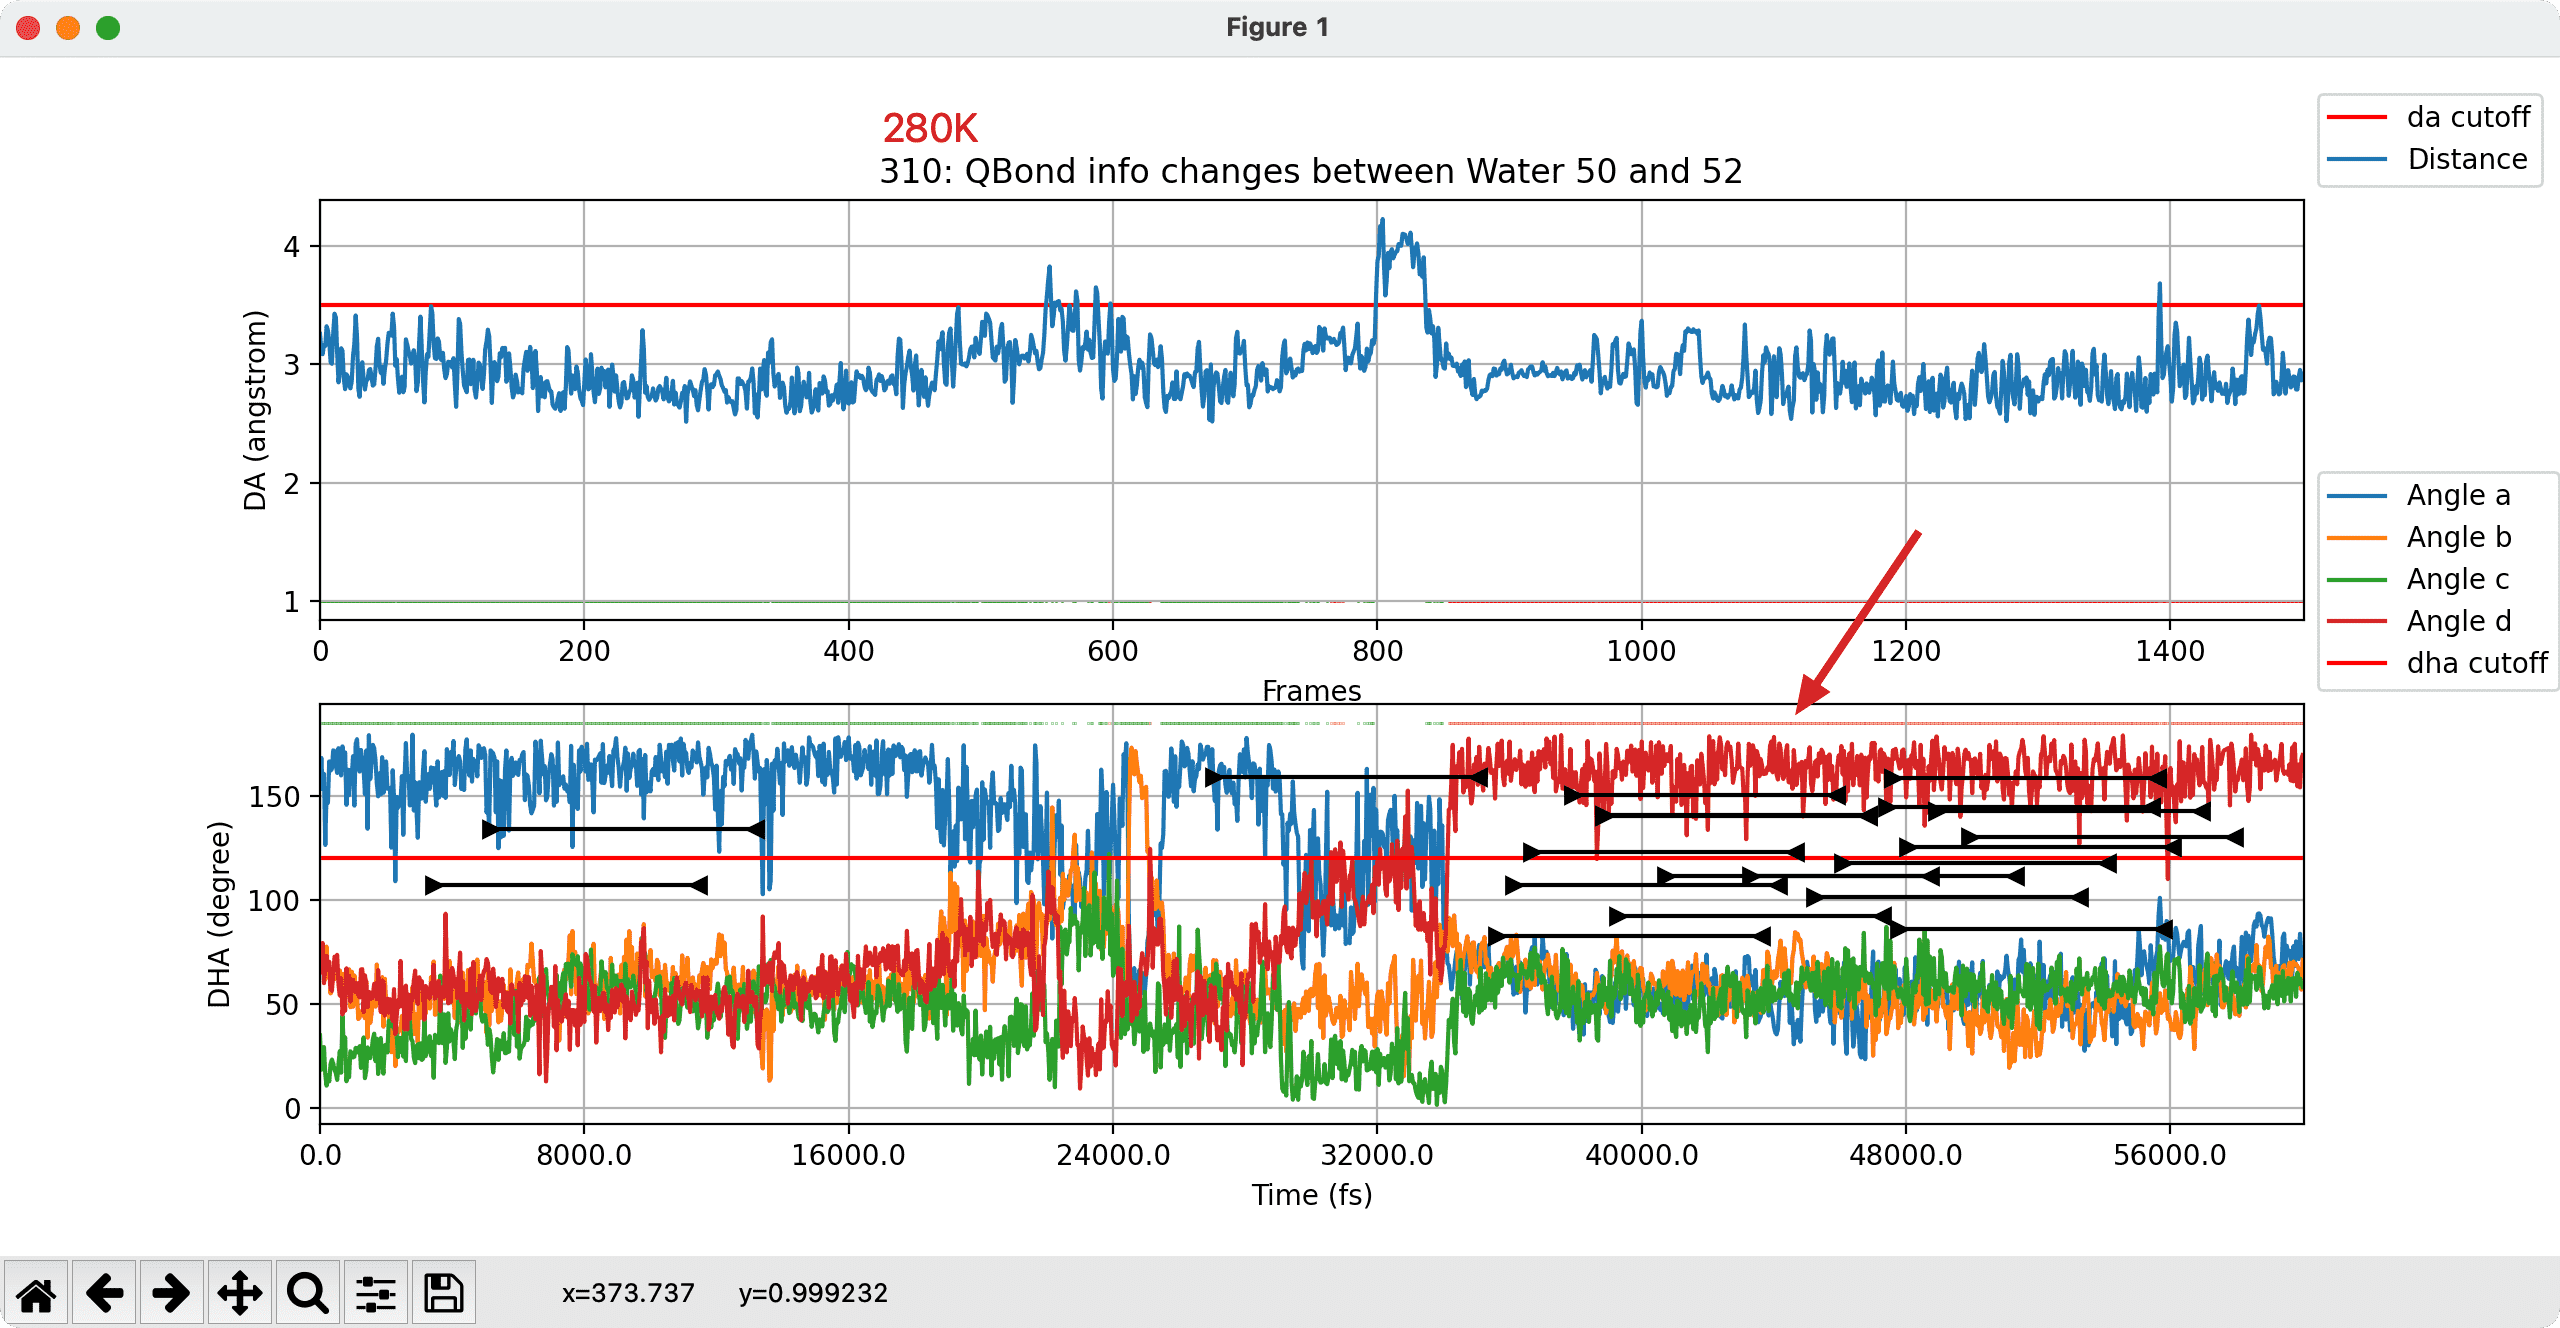 Figure 1
280K
310: QBond info changes between Water 50 and 52
da cutoff
Distance
DA (angstrom)
4
3
2
1
0 200 400 600 800 1000 1200 1400
Frames
Angle a
Angle b
Angle c
Angle d
dha cutoff
DHA (degree)
150
100
50
0
0.0 8000.0 16000.0 24000.0 32000.0 40000.0 48000.0 56000.0
Time (fs)
x=373.737 y=0.999232